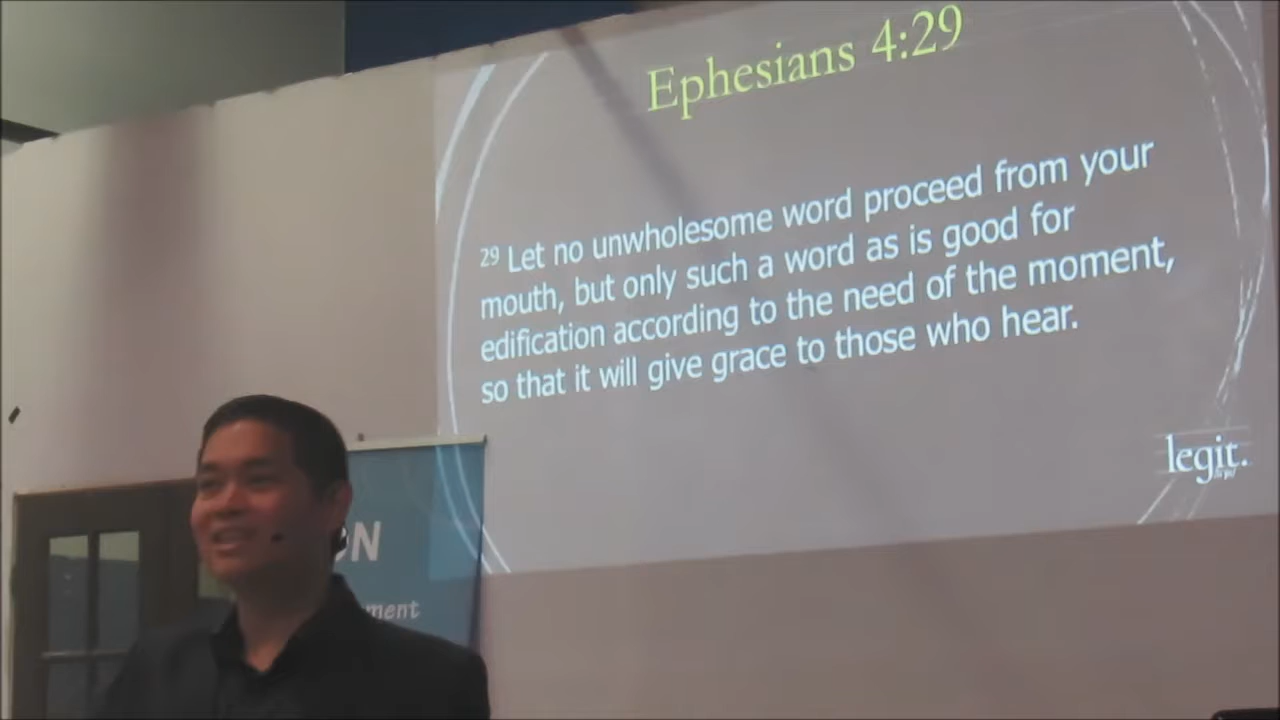 Ephesians 4:29
29 Let no unwholesome word proceed from your
mouth, but only such a word as is good for
edification according to the need of the moment,
so that it will give grace to those who hear.
legit.
ON
ment